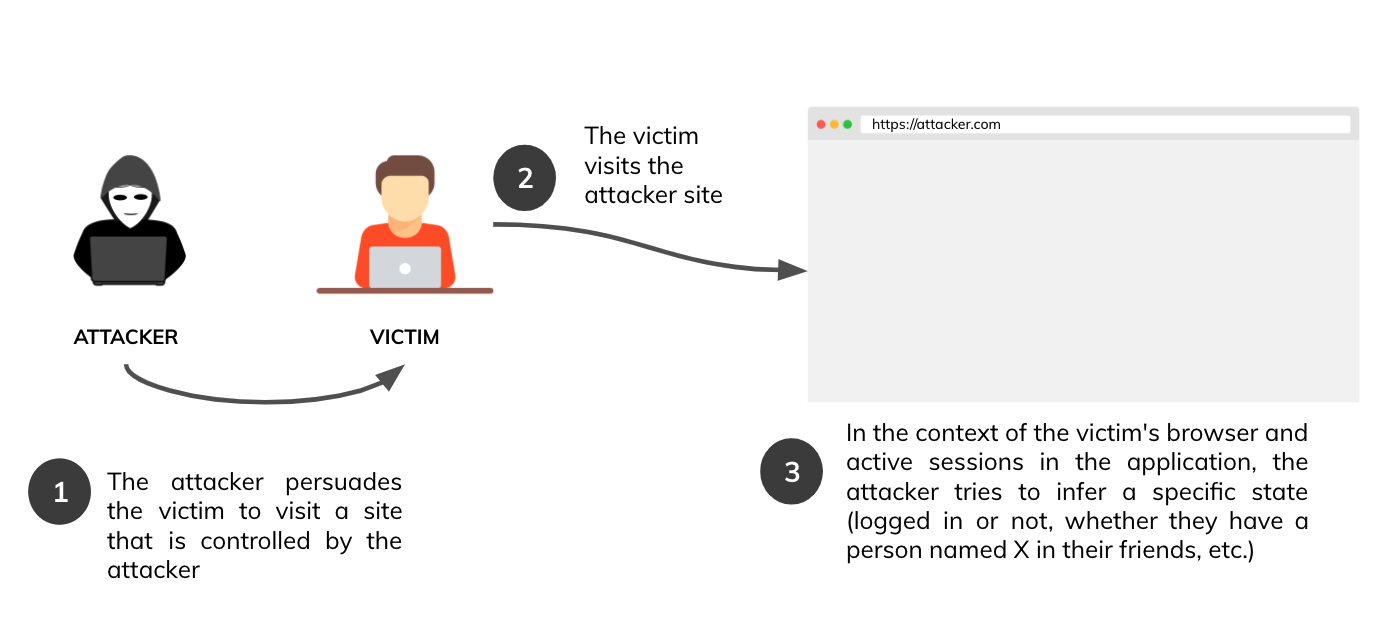 ATTACKER
VICTIM
1
The attacker persuades
the victim to visit a site
that is controlled by the
attacker
2
The victim
visits the
attacker site
https://attacker.com
3
In the context of the victim's browser and
active sessions in the application, the
attacker tries to infer a specific state
(logged in or not, whether they have a
person named X in their friends, etc.)